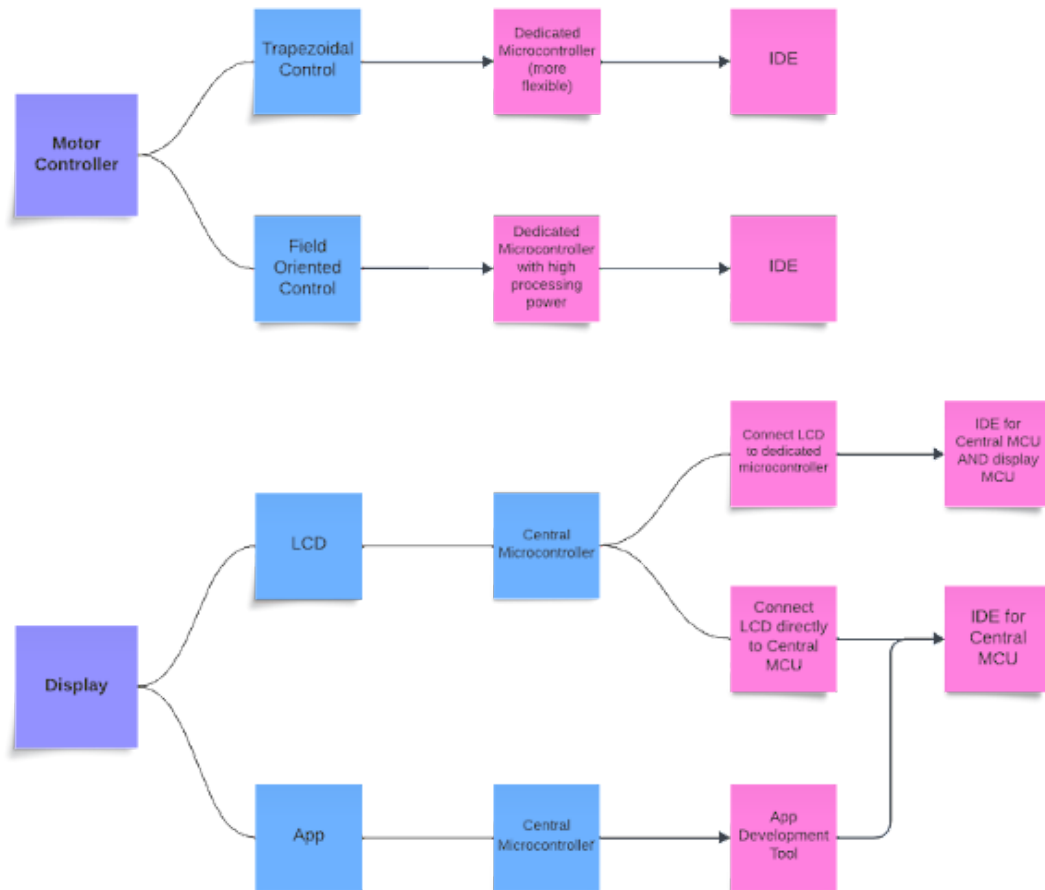 Trapezoidal
Control
Dedicated
Microcontroller
(more
flexible)
IDE
Motor
Controller
Field
Oriented
Control
Dedicated
Microcontroller
with high
processing
power
IDE
Connect LCD
to dedicated
microcontroller
IDE for
Central MCU
AND display
MCU
LCD
Central
Microcontroller
Connect
LCD directly
to Central
MCU
IDE for
Central
MCU
Display
App
Central
Microcontroller
App
Development
Tool